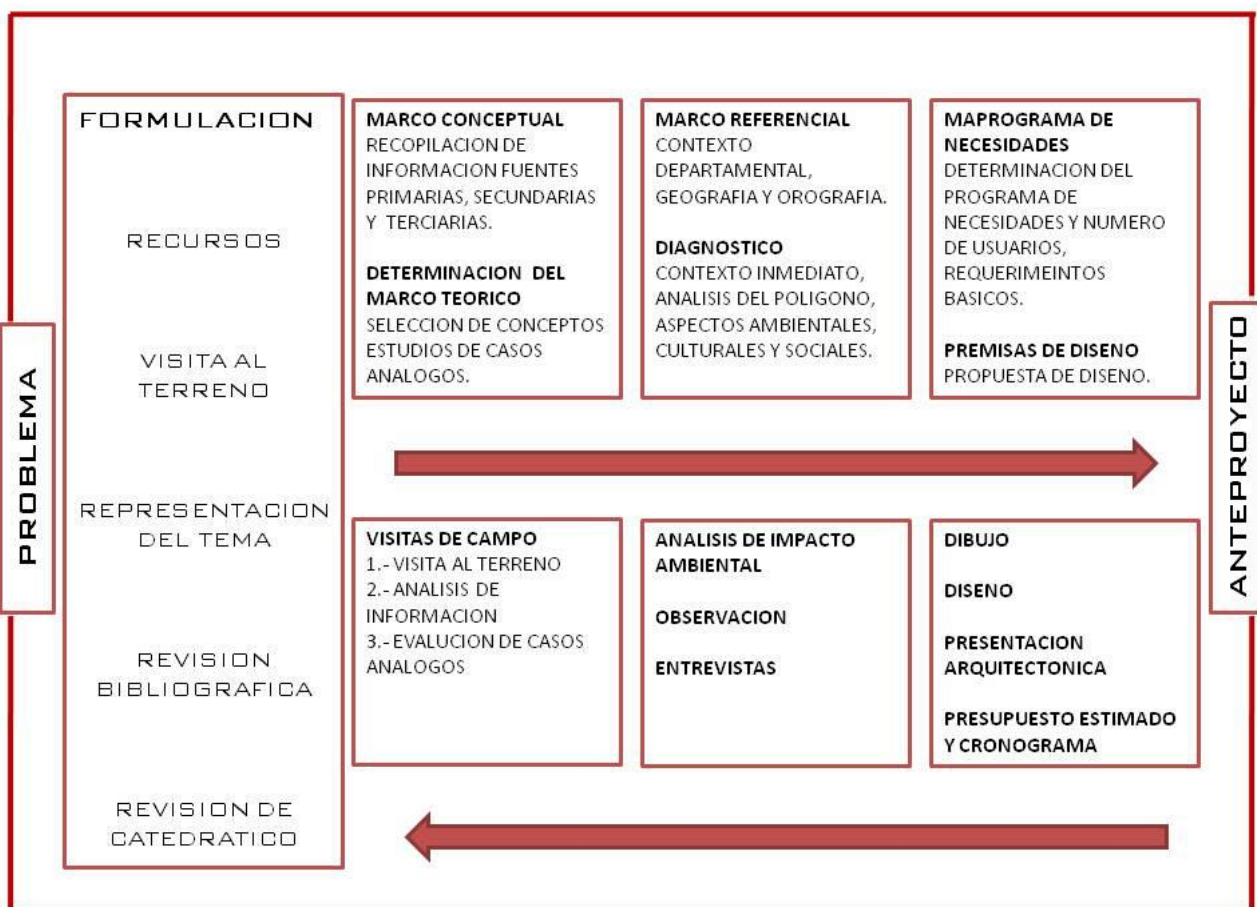 PROBLEMA
FORMULACION
RECURSOS
VISITA AL
TERRENO
REPRESENTACION
DEL TEMA
REVISION
BIBLIOGRAFICA
REVISION DE
CATEDRATICO
MARCO CONCEPTUAL
RECOPILACION DE
INFORMACION FUENTES
PRIMARIAS, SECUNDARIAS
Y TERCIARIAS.
DETERMINACION DEL
MARCO TEORICO
SELECCION DE CONCEPTOS
ESTUDIOS DE CASOS
ANALOGOS.
MARCO REFERENCIAL
CONTEXTO
DEPARTAMENTAL,
GEOGRAFIA Y OROGRAFIA.
DIAGNOSTICO
CONTEXTO INMEDIATO,
ANALISIS DEL POLIGONO,
ASPECTOS AMBIENTALES,
CULTURALES Y SOCIALES.
MAPROGRAMA DE
NECESIDADES
DETERMINACION DEL
PROGRAMA DE
NECESIDADES Y NUMERO
DE USUARIOS,
REQUERIMEINTOS
BASICOS.
PREMISAS DE DISENO
PROPUESTA DE DISENO.
VISITAS DE CAMPO
1.- VISITA AL TERRENO
2.- ANALISIS DE
INFORMACION
3.- EVALUCION DE CASOS
ANALOGOS
ANALISIS DE IMPACTO
AMBIENTAL
OBSERVACION
ENTREVISTAS
DIBUJO
DISENO
PRESENTACION
ARQUITECTONICA
PRESUPUESTO ESTIMADO
Y CRONOGRAMA
ANTEPROYECTO